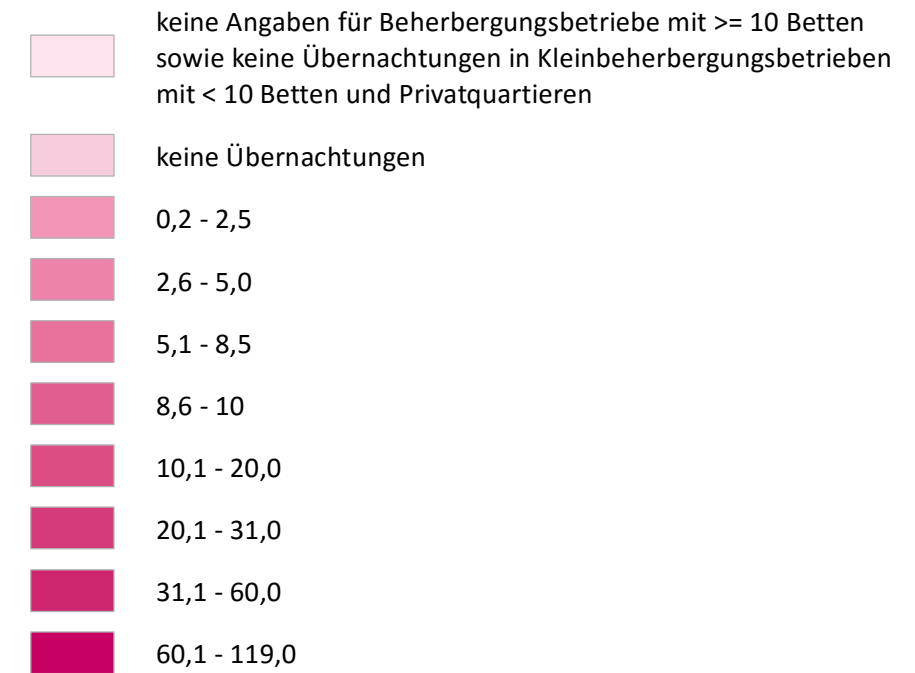 keine Angaben für Beherbergungsbetriebe mit >= 10 Betten
sowie keine Übernachtungen in Kleinbeherbergungsbetrieben
mit < 10 Betten und Privatquartieren
keine Übernachtungen
0,2 - 2,5
2,6 - 5,0
5,1 - 8,5
8,6 - 10
10,1 - 20,0
20,1 - 31,0
31,1 - 60,0
60,1 - 119,0